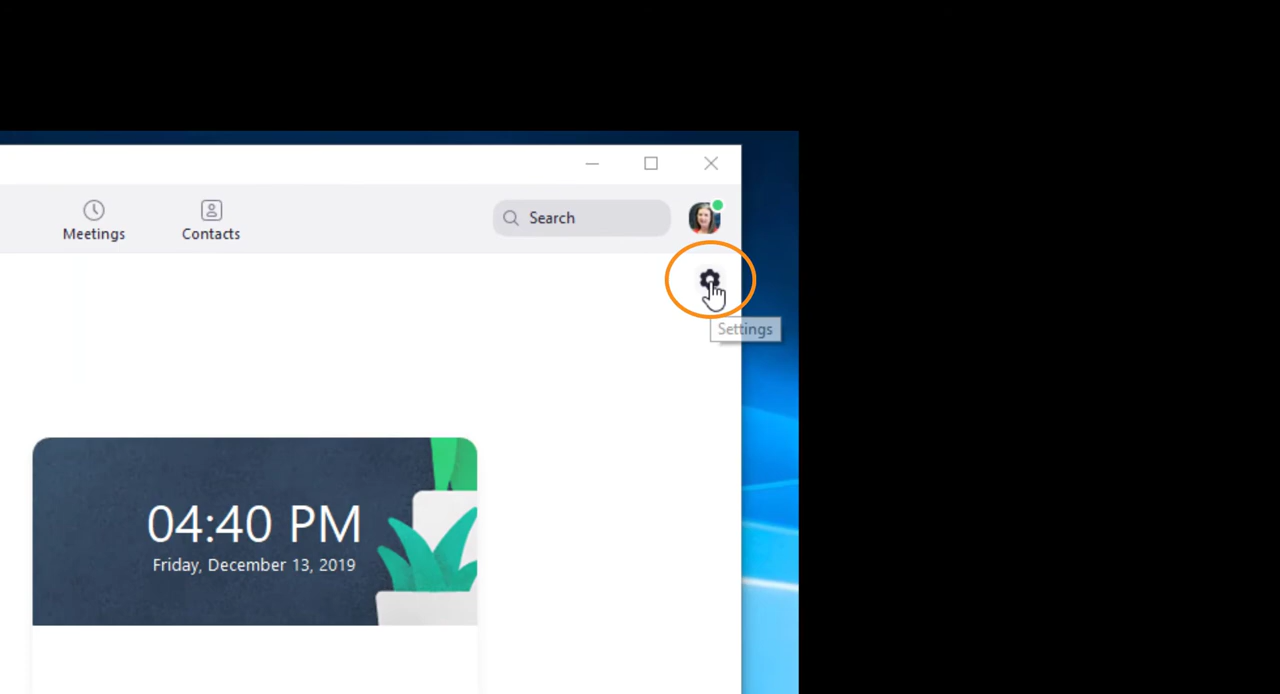 Meetings
Contacts
Search
Settings
04:40 PM
Friday, December 13, 2019